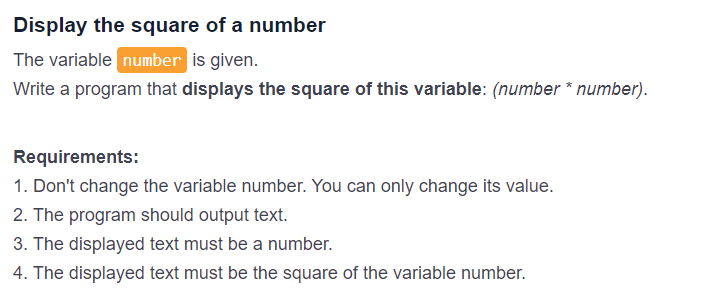 Display the square of a number
The variable number is given.
Write a program that displays the square of this variable: (number * number).
Requirements:
1. Don't change the variable number. You can only change its value.
2. The program should output text.
3. The displayed text must be a number.
4. The displayed text must be the square of the variable number.